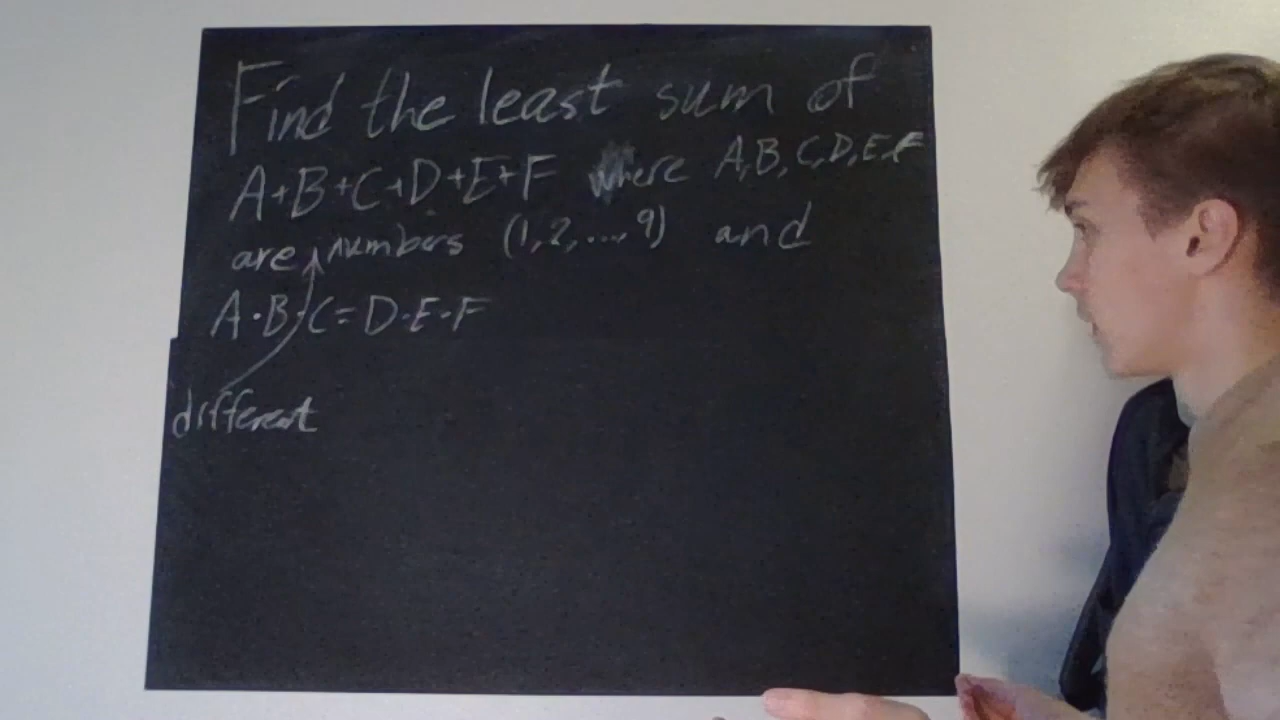 Find the least sum of
A+B+C+D+E+F where A,B,C,D,E,F
are numbers (1,2,...,9) and
A·B·C=D·E·F
different